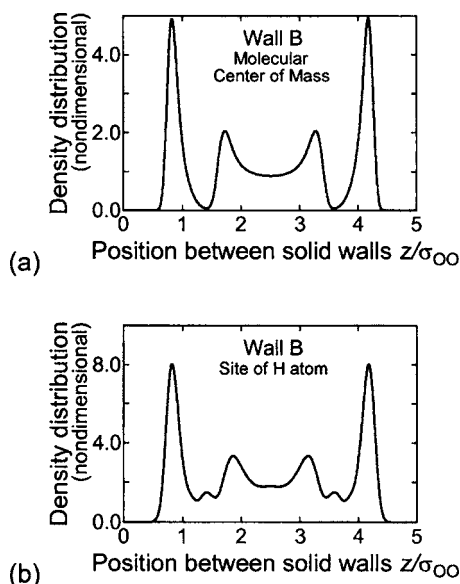 Density distribution
(nondimensional)
4.0
2.0
0.0
Wall B
Molecular
Center of Mass
0 1 2 3 4 5
Position between solid walls z/σOO
(a)
Density distribution
(nondimensional)
8.0
4.0
0.0
Wall B
Site of H atom
0 1 2 3 4 5
Position between solid walls z/σOO
(b)